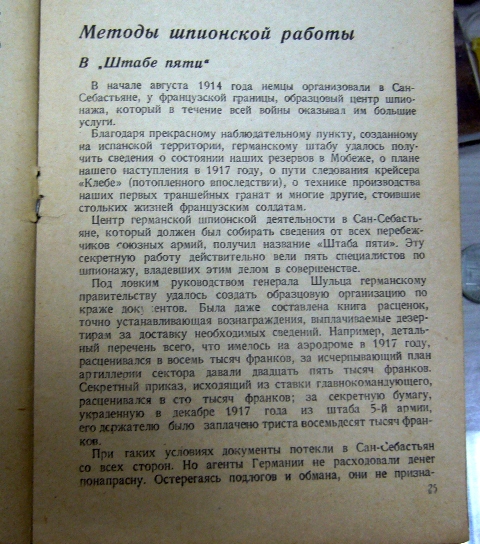 Методы шпионской работы
В „Штабе пяти“
В начале августа 1914 года немцы организовали в Сан-
Себастьяне, у французской границы, образцовый центр шпио-
нажа, который в течение всей войны оказывал им большие
услуги.
Благодаря прекрасному наблюдательному пункту, созданному
на испанской территории, германскому штабу удалось полу-
чить сведения о состоянии наших резервов в Мобеже, о плане
нашего наступления в 1917 году, о пути следования крейсера
«Клебе» (потопленного впоследствии), о технике производства
наших первых траншейных гранат и многие другие, стоившие
стольких жизней французским солдатам.
Центр германской шпионской деятельности в Сан-Себасть-
яне, который должен был собирать сведения от всех перебеж-
чиков союзных армий, получил название «Штаба пяти». Эту
секретную работу действительно вели пять специалистов по
шпионажу, владевших этим делом в совершенстве.
Под ловким руководством генерала Шульца германскому
правительству удалось создать образцовую организацию по
краже документов. Была даже составлена книга расценок,
точно устанавливающая вознаграждения, выплачиваемые дезер-
тирам за доставку необходимых сведений. Например, деталь-
ный перечень всего, что имелось на аэродроме в 1917 году,
расценивался в восемь тысяч франков, за исчерпывающий план
артиллерии сектора давали двадцать пять тысяч франков.
Секретный приказ, исходящий из ставки главнокомандующего,
расценивался в сто тысяч франков; за секретную бумагу,
украденную в декабре 1917 года из штаба 5-й армии,
его держателю было заплачено триста восемьдесят тысяч фран-
ков.
При таких условиях документы потекли в Сан-Себастьян
со всех сторон. Но агенты Германии не расходовали денег
понапрасну. Остерегаясь подлогов и обмана, они не призна-
25